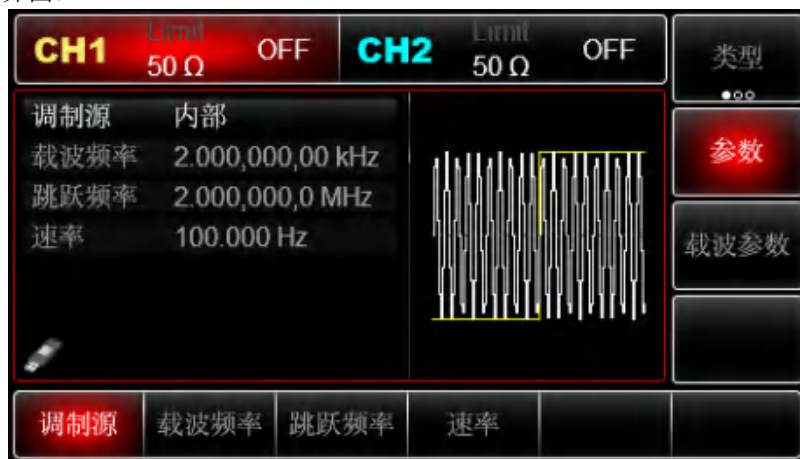 CH1 Limit 50 Ω OFF CH2 Limit 50 Ω OFF
类型
调制源 内部
载波频率 2.000,000,00 kHz
跳跃频率 2.000,000,0 MHz
速率 100.000 Hz
参数
载波参数
调制源 载波频率 跳跃频率 速率